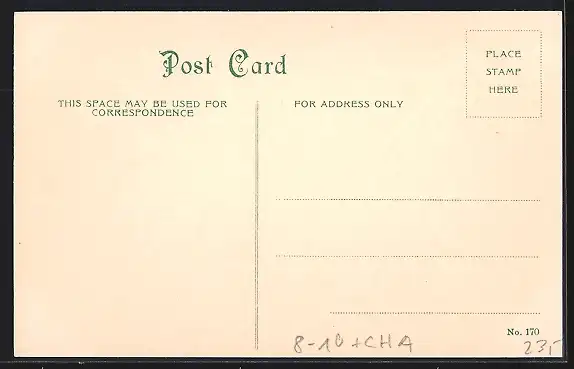 Post Card
PLACE
STAMP
HERE
THIS SPACE MAY BE USED FOR
CORRESPONDENCE
FOR ADDRESS ONLY
No. 170
8-10+CHA
23,-